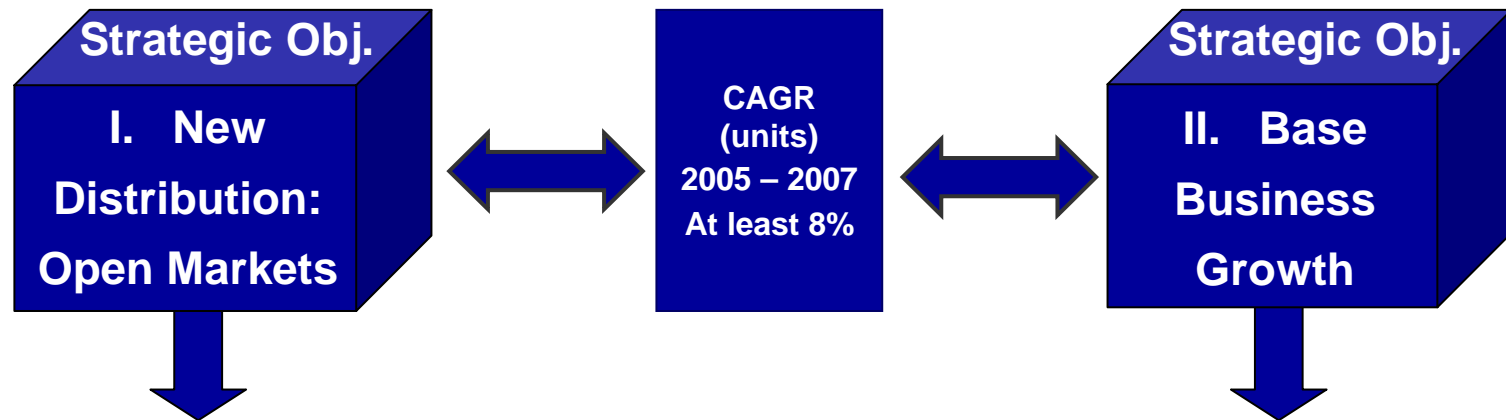 Strategic Obj.
I. New
Distribution:
Open Markets
CAGR
(units)
2005 – 2007
At least 8%
Strategic Obj.
II. Base
Business
Growth